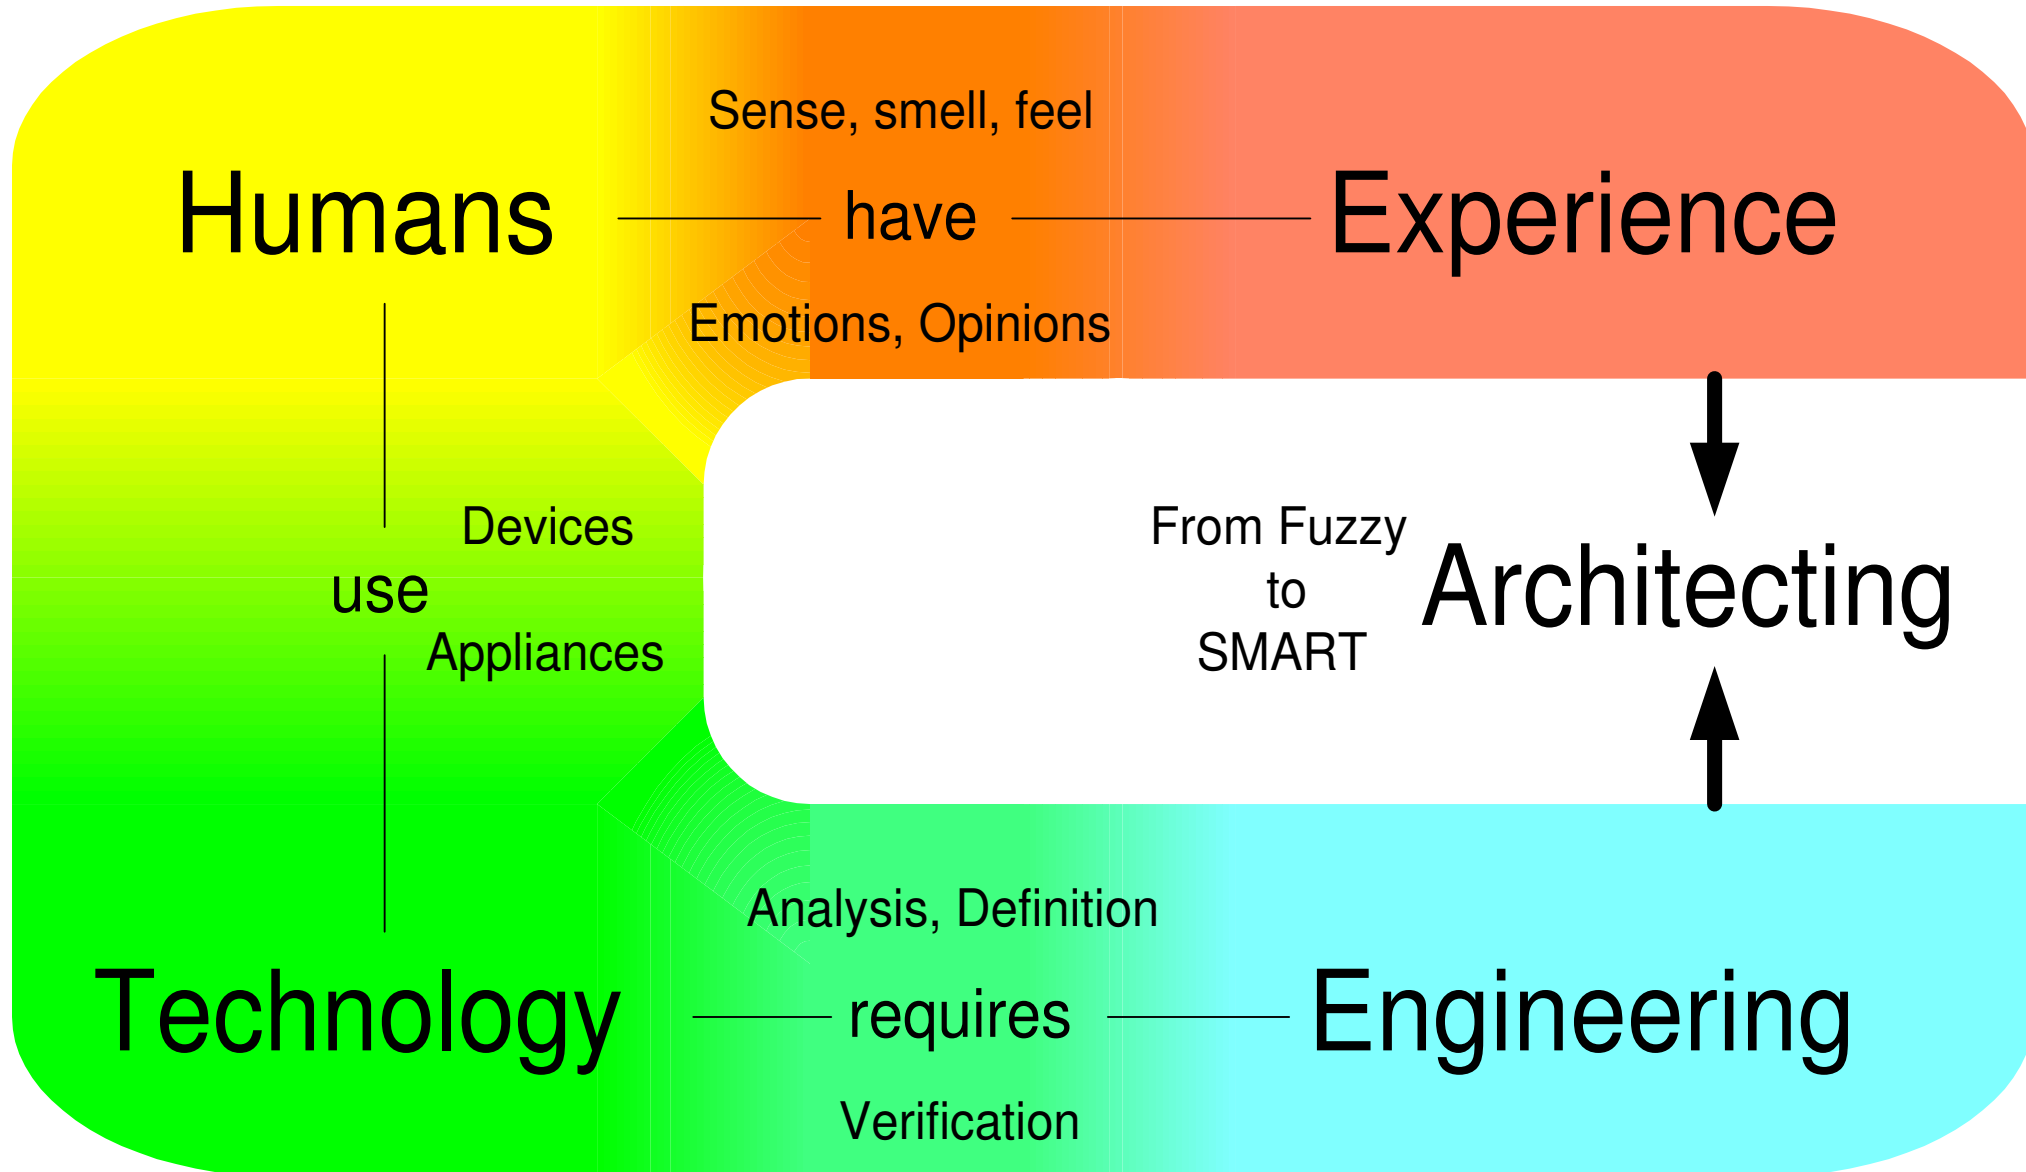 Sense, smell, feel
Humans have Experience
Emotions, Opinions
Devices
use
Appliances
From Fuzzy
to
SMART
Architecting
Analysis, Definition
Technology requires Engineering
Verification